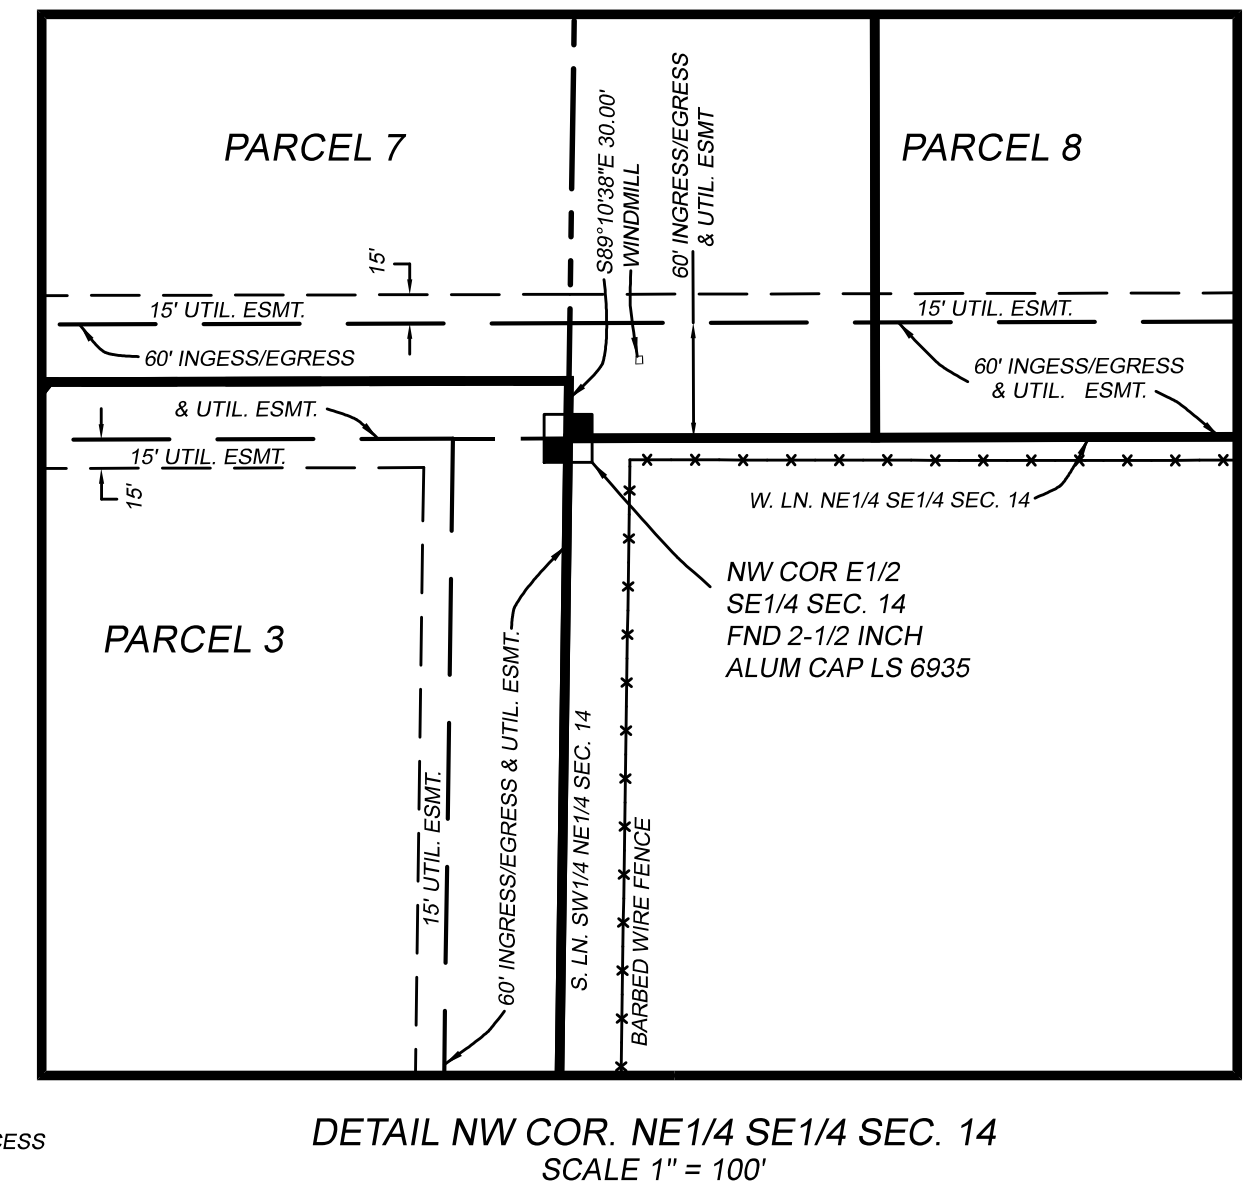 PARCEL 7
S89°10'38"E 30.00'
WINDMILL
60' INGRESS/EGRESS
& UTIL. ESMT
PARCEL 8
15'
15' UTIL. ESMT.
60' INGESS/EGRESS
15' UTIL. ESMT.
60' INGRESS/EGRESS
& UTIL. ESMT.
& UTIL. ESMT.
15' UTIL. ESMT.
15'
W. LN. NE1/4 SE1/4 SEC. 14
NW COR E1/2
SE1/4 SEC. 14
FND 2-1/2 INCH
ALUM CAP LS 6935
PARCEL 3
15' UTIL. ESMT.
60' INGRESS/EGRESS & UTIL. ESMT.
S. LN. SW1/4 NE1/4 SEC. 14
BARBED WIRE FENCE
CESS
DETAIL NW COR. NE1/4 SE1/4 SEC. 14
SCALE 1" = 100'